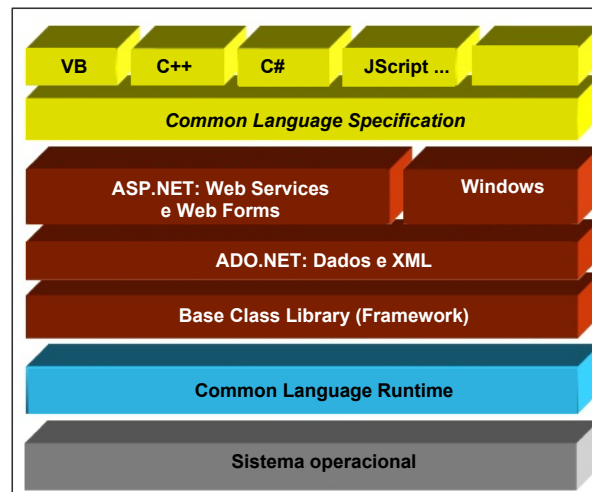 VB C++ C# JScript ...
Common Language Specification
ASP.NET: Web Services
e Web Forms
Windows
ADO.NET: Dados e XML
Base Class Library (Framework)
Common Language Runtime
Sistema operacional